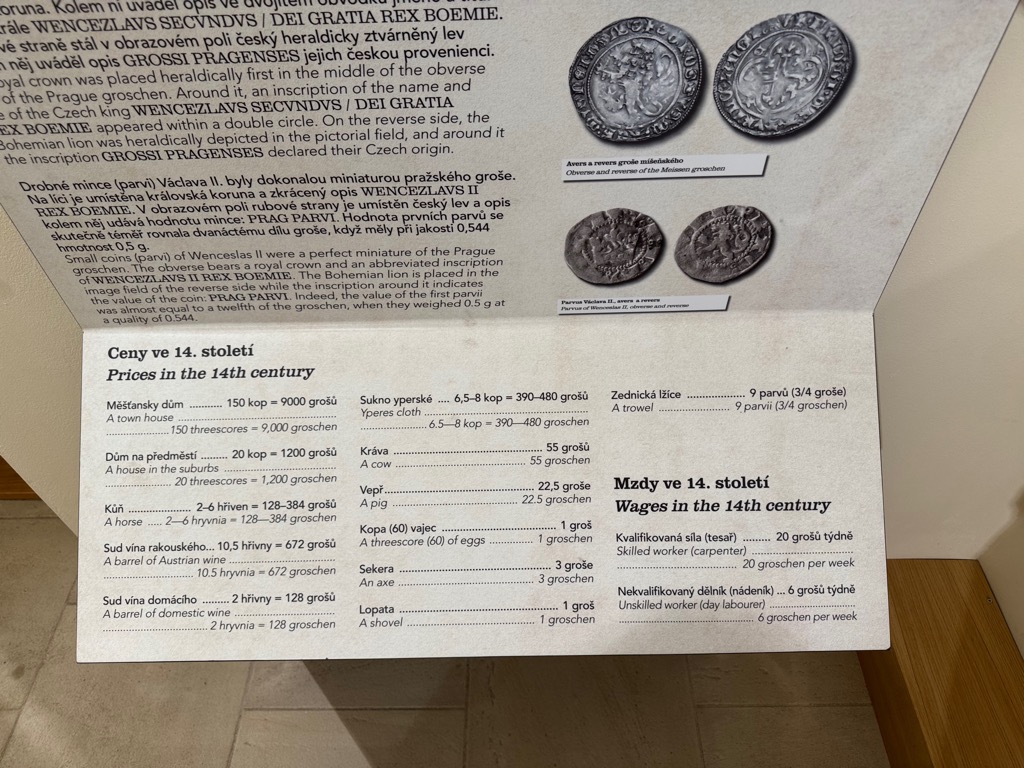 koruna. Kolem ní uváděl opis ve dvojitém obvodku
krále WENCEZLAVS SECVNDVS / DEI GRATIA REX BOEMIE.
vé straně stál v obrazovém poli český heraldicky ztvárněný lev
něj uváděl opis GROSSI PRAGENSES jejich českou provenienci.
oyal crown was placed heraldically first in the middle of the obverse
of the Prague groschen. Around it, an inscription of the name and
e of the Czech king WENCEZLAVS SECVNDVS / DEI GRATIA
REX BOEMIE appeared within a double circle. On the reverse side, the
Bohemian lion was heraldically depicted in the pictorial field, and around it
the inscription GROSSI PRAGENSES declared their Czech origin.
Drobné mince (parvi) Václava II. byly dokonalou miniaturou pražského groše.
Na líci je umístěna královská koruna a zkrácený opis WENCEZLAVS II
REX BOEMIE. V obrazovém poli rubové strany je umístěn český lev a opis
kolem něj udává hodnotu mince: PRAG PARVI. Hodnota prvních parvů se
skutečně téměř rovnala dvanáctému dílu groše, když měly při jakosti 0,544
hmotnost 0,5 g.
Small coins (parvi) of Wenceslas II were a perfect miniature of the Prague
groschen. The obverse bears a royal crown and an abbreviated inscription
of WENCEZLAVS II REX BOEMIE. The Bohemian lion is placed in the
image field of the reverse side while the inscription around it indicates
the value of the coin: PRAG PARVI. Indeed, the value of the first parvii
was almost equal to a twelfth of the groschen, when they weighed 0.5 g at
a quality of 0.544.
Avers a revers groše míšeňského
Obverse and reverse of the Meissen groschen
Parvus Václava II., avers a revers
Parvus of Wenceslas II, obverse and reverse
Ceny ve 14. století
Prices in the 14th century
Měšťansky dům .......... 150 kop = 9000 grošů
A town house
150 threescores = 9,000 groschen
Dům na předměstí ......... 20 kop = 1200 grošů
A house in the suburbs
20 threescores = 1,200 groschen
Kůň ...................... 2–6 hřiven = 128–384 grošů
A horse .... 2—6 hryvnia = 128—384 groschen
Sud vína rakouského... 10,5 hřivny = 672 grošů
A barrel of Austrian wine
10.5 hryvnia = 672 groschen
Sud vína domácího ........ 2 hřivny = 128 grošů
A barrel of domestic wine
2 hryvnia = 128 groschen
Sukno yperské .... 6,5–8 kop = 390–480 grošů
Yperes cloth
6.5—8 kop = 390—480 groschen
Kráva .................... 55 grošů
A cow .................... 55 groschen
Vepř .................... 22,5 groše
A pig .................... 22.5 groschen
Kopa (60) vajec .................... 1 groš
A threescore (60) of eggs .................... 1 groschen
Sekera .................... 3 groše
An axe .................... 3 groschen
Lopata .................... 1 groš
A shovel .................... 1 groschen
Zednická lžíce .................. 9 parvů (3/4 groše)
A trowel .................. 9 parvii (3/4 groschen)
Mzdy ve 14. století
Wages in the 14th century
Kvalifikovaná síla (tesař) ....... 20 grošů týdně
Skilled worker (carpenter)
20 groschen per week
Nekvalifikovaný dělník (nádeník) ... 6 grošů týdně
Unskilled worker (day labourer)
6 groschen per week